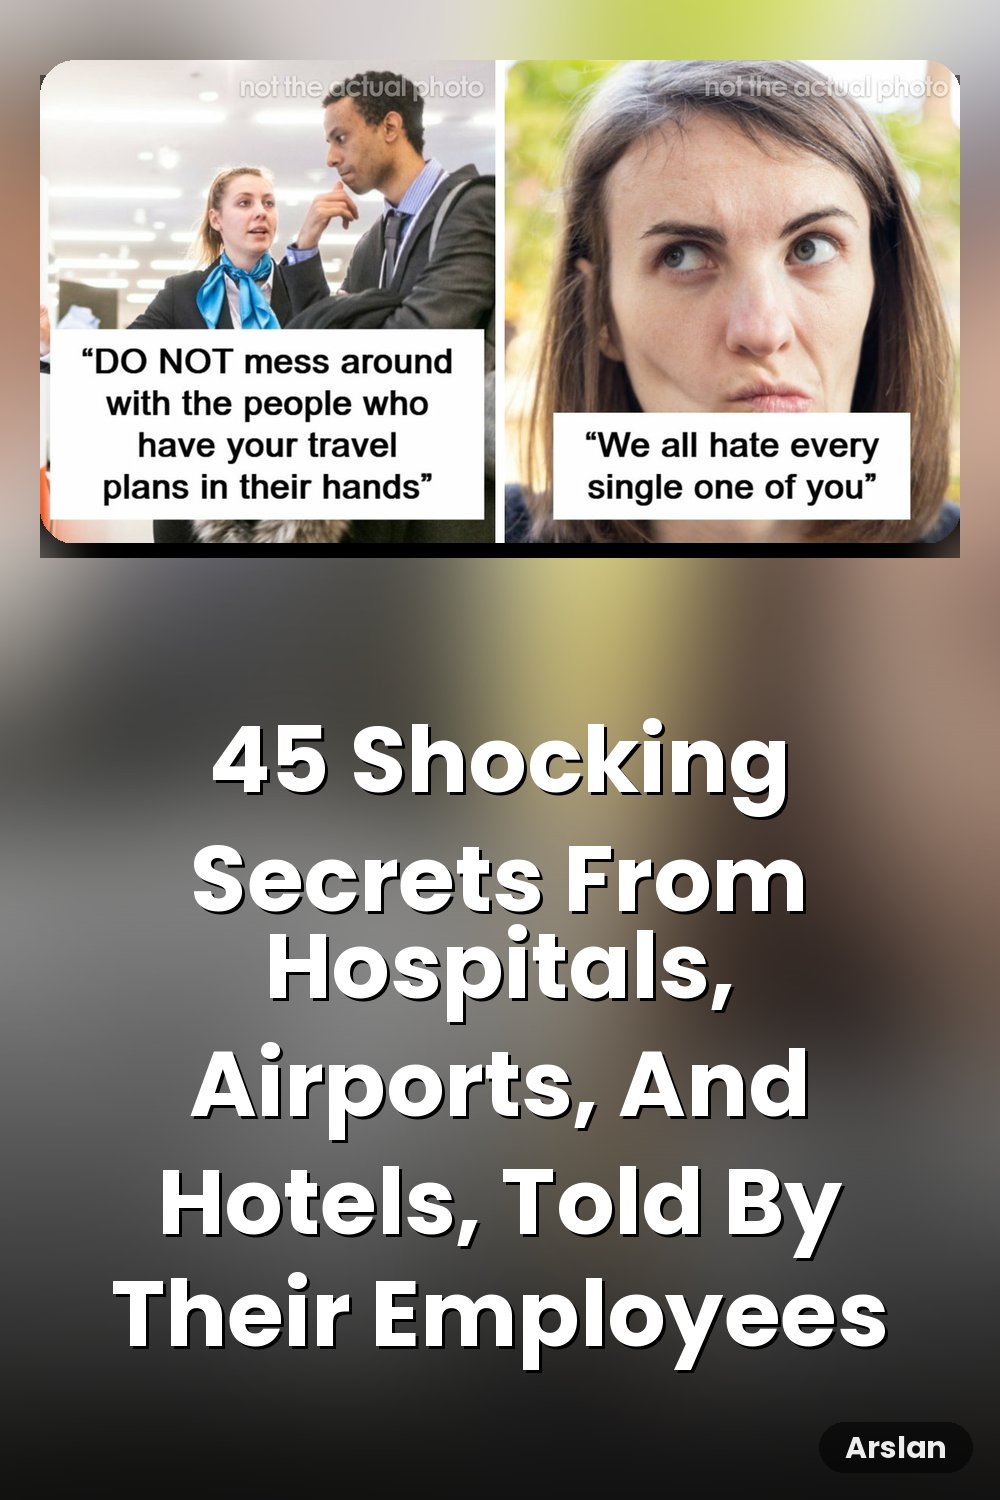 not the actual photo
not the actual photo
“DO NOT mess around
with the people who
have your travel
plans in their hands”
“We all hate every
single one of you”
45 Shocking
Secrets From
Hospitals,
Airports, And
Hotels, Told By
Their Employees
Arslan